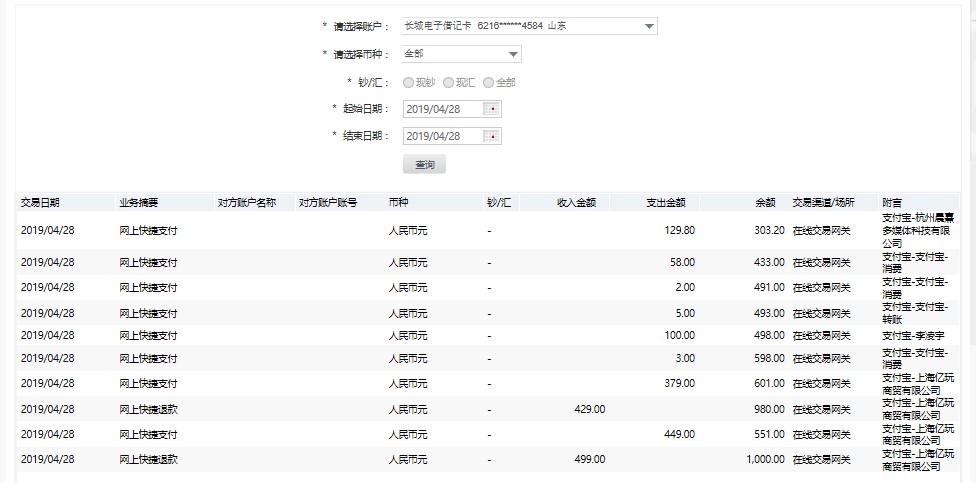 * 请选择账户： 长城电子借记卡 6216******4584 山东
* 请选择币种： 全部
* 钞/汇： 现钞 现汇 全部
* 起始日期： 2019/04/28
* 结束日期： 2019/04/28
查询
交易日期 业务摘要 对方账户名称 对方账户账号 币种 钞/汇 收入金额 支出金额 余额 交易渠道/场所 附言
2019/04/28 网上快捷支付 人民币元 - 129.80 303.20 在线交易网关 支付宝-杭州晨熹
多媒体科技有限
公司
2019/04/28 网上快捷支付 人民币元 - 58.00 433.00 在线交易网关 支付宝-支付宝-
消费
2019/04/28 网上快捷支付 人民币元 - 2.00 491.00 在线交易网关 支付宝-支付宝-
消费
2019/04/28 网上快捷支付 人民币元 - 5.00 493.00 在线交易网关 支付宝-支付宝-
转账
2019/04/28 网上快捷支付 人民币元 - 100.00 498.00 在线交易网关 支付宝-李凌宇
2019/04/28 网上快捷支付 人民币元 - 3.00 598.00 在线交易网关 支付宝-支付宝-
消费
2019/04/28 网上快捷支付 人民币元 - 379.00 601.00 在线交易网关 支付宝-上海亿玩
商贸有限公司
2019/04/28 网上快捷退款 人民币元 - 429.00 980.00 在线交易网关 支付宝-上海亿玩
商贸有限公司
2019/04/28 网上快捷支付 人民币元 - 449.00 551.00 在线交易网关 支付宝-上海亿玩
商贸有限公司
2019/04/28 网上快捷退款 人民币元 - 499.00 1,000.00 在线交易网关 支付宝-上海亿玩
商贸有限公司